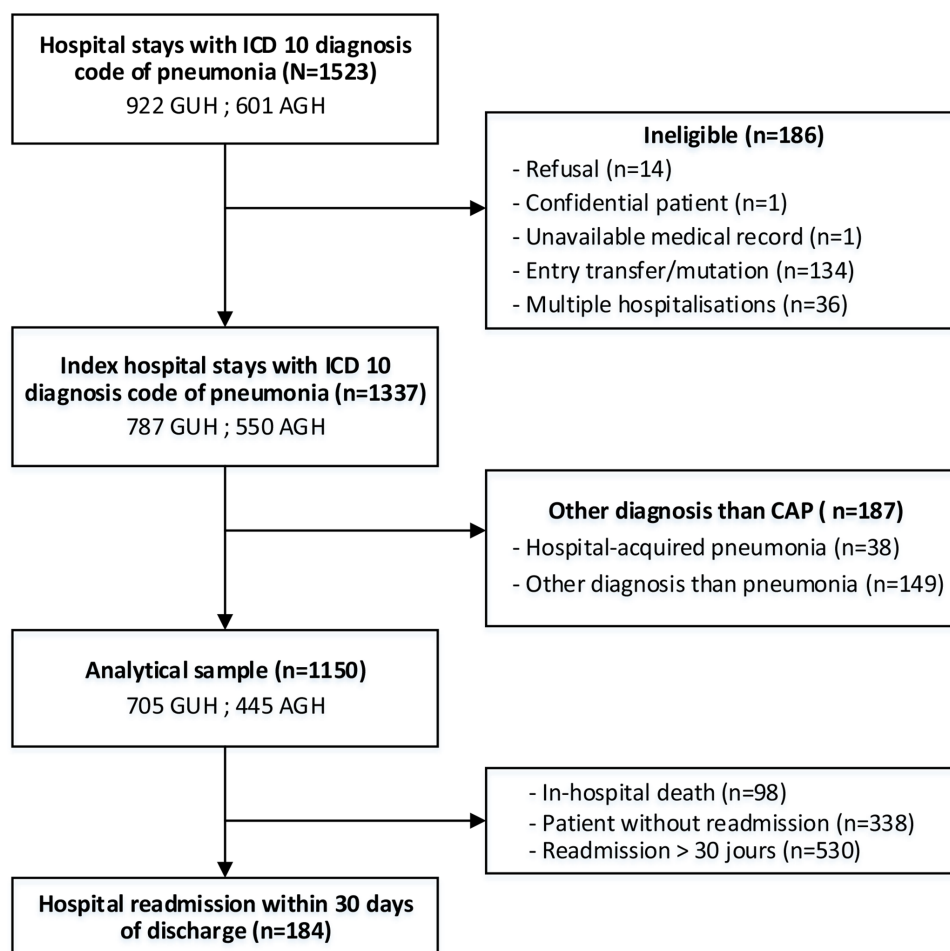 Hospital stays with ICD 10 diagnosis
code of pneumonia (N=1523)
922 GUH ; 601 AGH
Ineligible (n=186)
- Refusal (n=14)
- Confidential patient (n=1)
- Unavailable medical record (n=1)
- Entry transfer/mutation (n=134)
- Multiple hospitalisations (n=36)
Index hospital stays with ICD 10
diagnosis code of pneumonia (n=1337)
787 GUH ; 550 AGH
Other diagnosis than CAP ( n=187)
- Hospital-acquired pneumonia (n=38)
- Other diagnosis than pneumonia (n=149)
Analytical sample (n=1150)
705 GUH ; 445 AGH
- In-hospital death (n=98)
- Patient without readmission (n=338)
- Readmission > 30 jours (n=530)
Hospital readmission within 30 days
of discharge (n=184)